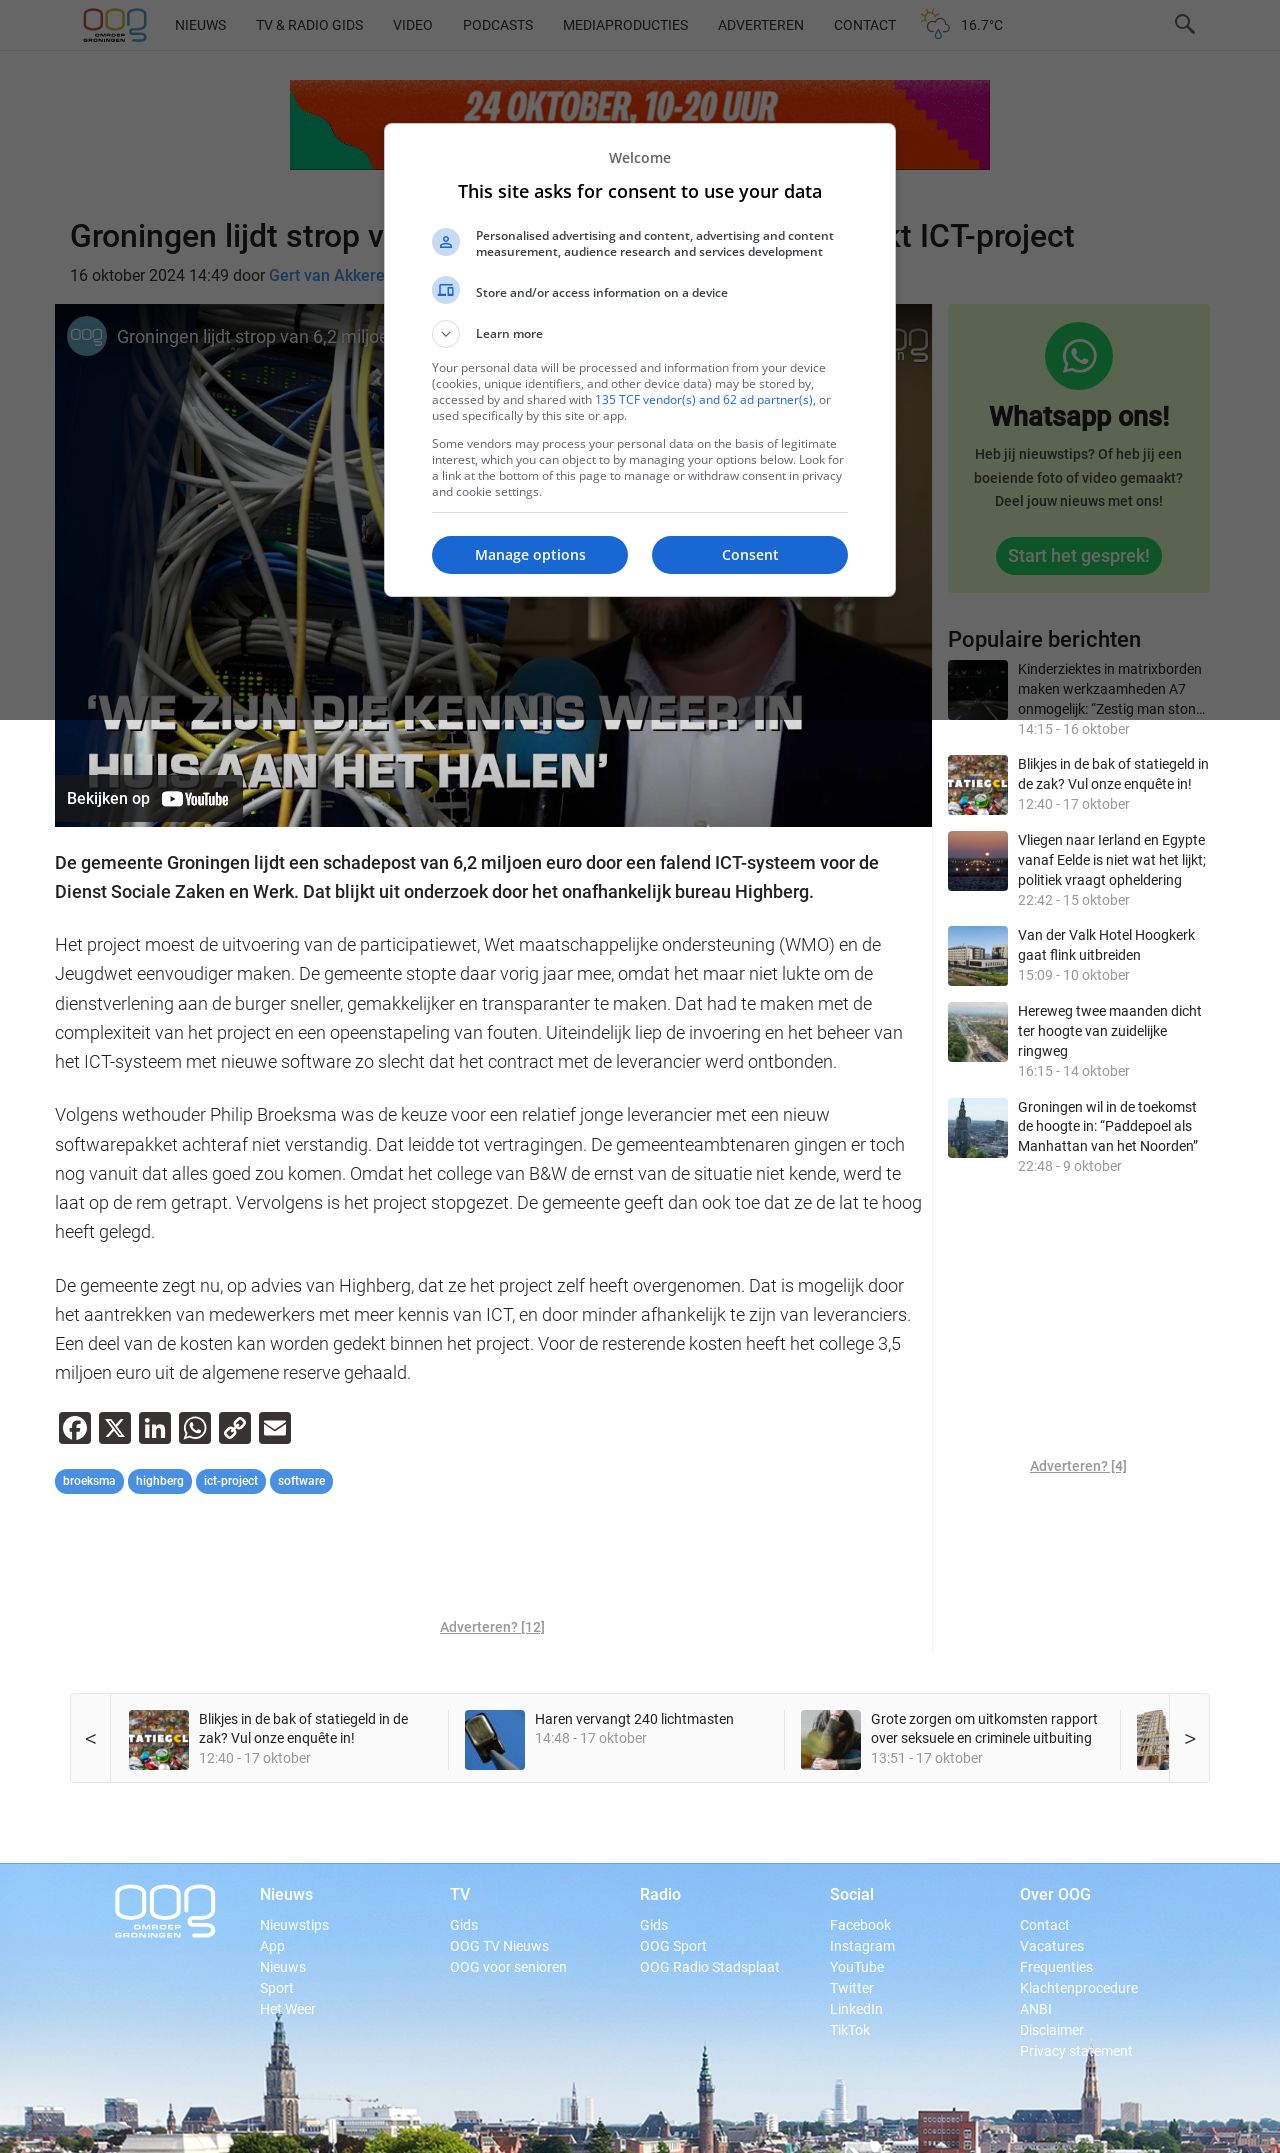 OOG
OMROEP
GRONINGEN
NIEUWS
TV & RADIO GIDS
VIDEO
PODCASTS
MEDIAPRODUCTIES
ADVERTEREN
CONTACT
16.7°C
24 OKTOBER, 10-20 UUR
Groningen lijdt strop v
kt ICT-project
16 oktober 2024 14:49 door Gert van Akkere
Welcome
This site asks for consent to use your data
Personalised advertising and content, advertising and content
measurement, audience research and services development
Store and/or access information on a device
Learn more
Your personal data will be processed and information from your device
(cookies, unique identifiers, and other device data) may be stored by,
accessed by and shared with 135 TCF vendor(s) and 62 ad partner(s), or
used specifically by this site or app.
Some vendors may process your personal data on the basis of legitimate
interest, which you can object to by managing your options below. Look for
a link at the bottom of this page to manage or withdraw consent in privacy
and cookie settings.
Manage options
Consent
Groningen lijdt strop van 6,2 miljoe
‘WE ZIJN DIE KENNIS WEER IN
HUIS AAN HET HALEN’
Bekijken op YouTube
De gemeente Groningen lijdt een schadepost van 6,2 miljoen euro door een falend ICT-systeem voor de
Dienst Sociale Zaken en Werk. Dat blijkt uit onderzoek door het onafhankelijk bureau Highberg.
Het project moest de uitvoering van de participatiewet, Wet maatschappelijke ondersteuning (WMO) en de
Jeugdwet eenvoudiger maken. De gemeente stopte daar vorig jaar mee, omdat het maar niet lukte om de
dienstverlening aan de burger sneller, gemakkelijker en transparanter te maken. Dat had te maken met de
complexiteit van het project en een opeenstapeling van fouten. Uiteindelijk liep de invoering en het beheer van
het ICT-systeem met nieuwe software zo slecht dat het contract met de leverancier werd ontbonden.
Volgens wethouder Philip Broeksma was de keuze voor een relatief jonge leverancier met een nieuw
softwarepakket achteraf niet verstandig. Dat leidde tot vertragingen. De gemeenteambtenaren gingen er toch
nog vanuit dat alles goed zou komen. Omdat het college van B&W de ernst van de situatie niet kende, werd te
laat op de rem getrapt. Vervolgens is het project stopgezet. De gemeente geeft dan ook toe dat ze de lat te hoog
heeft gelegd.
De gemeente zegt nu, op advies van Highberg, dat ze het project zelf heeft overgenomen. Dat is mogelijk door
het aantrekken van medewerkers met meer kennis van ICT, en door minder afhankelijk te zijn van leveranciers.
Een deel van de kosten kan worden gedekt binnen het project. Voor de resterende kosten heeft het college 3,5
miljoen euro uit de algemene reserve gehaald.
broeksma
highberg
ict-project
software
Adverteren? [12]
Whatsapp ons!
Heb jij nieuwstips? Of heb jij een
boeiende foto of video gemaakt?
Deel jouw nieuws met ons!
Start het gesprek!
Populaire berichten
Kinderziektes in matrixborden
maken werkzaamheden A7
onmogelijk: “Zestig man ston...
14:15 - 16 oktober
Blikjes in de bak of statiegeld in
de zak? Vul onze enquête in!
12:40 - 17 oktober
Vliegen naar Ierland en Egypte
vanaf Eelde is niet wat het lijkt;
politiek vraagt opheldering
22:42 - 15 oktober
Van der Valk Hotel Hoogkerk
gaat flink uitbreiden
15:09 - 10 oktober
Hereweg twee maanden dicht
ter hoogte van zuidelijke
ringweg
16:15 - 14 oktober
Groningen wil in de toekomst
de hoogte in: “Paddepoel als
Manhattan van het Noorden”
22:48 - 9 oktober
Adverteren? [4]
<
Blikjes in de bak of statiegeld in de
zak? Vul onze enquête in!
12:40 - 17 oktober
Haren vervangt 240 lichtmasten
14:48 - 17 oktober
Grote zorgen om uitkomsten rapport
over seksuele en criminele uitbuiting
13:51 - 17 oktober
>
OOG
OMROEP
GRONINGEN
Nieuws
Nieuwstips
App
Nieuws
Sport
Het Weer
TV
Gids
OOG TV Nieuws
OOG voor senioren
Radio
Gids
OOG Sport
OOG Radio Stadsplaat
Social
Facebook
Instagram
YouTube
Twitter
LinkedIn
TikTok
Over OOG
Contact
Vacatures
Frequenties
Klachtenprocedure
ANBI
Disclaimer
Privacy statement